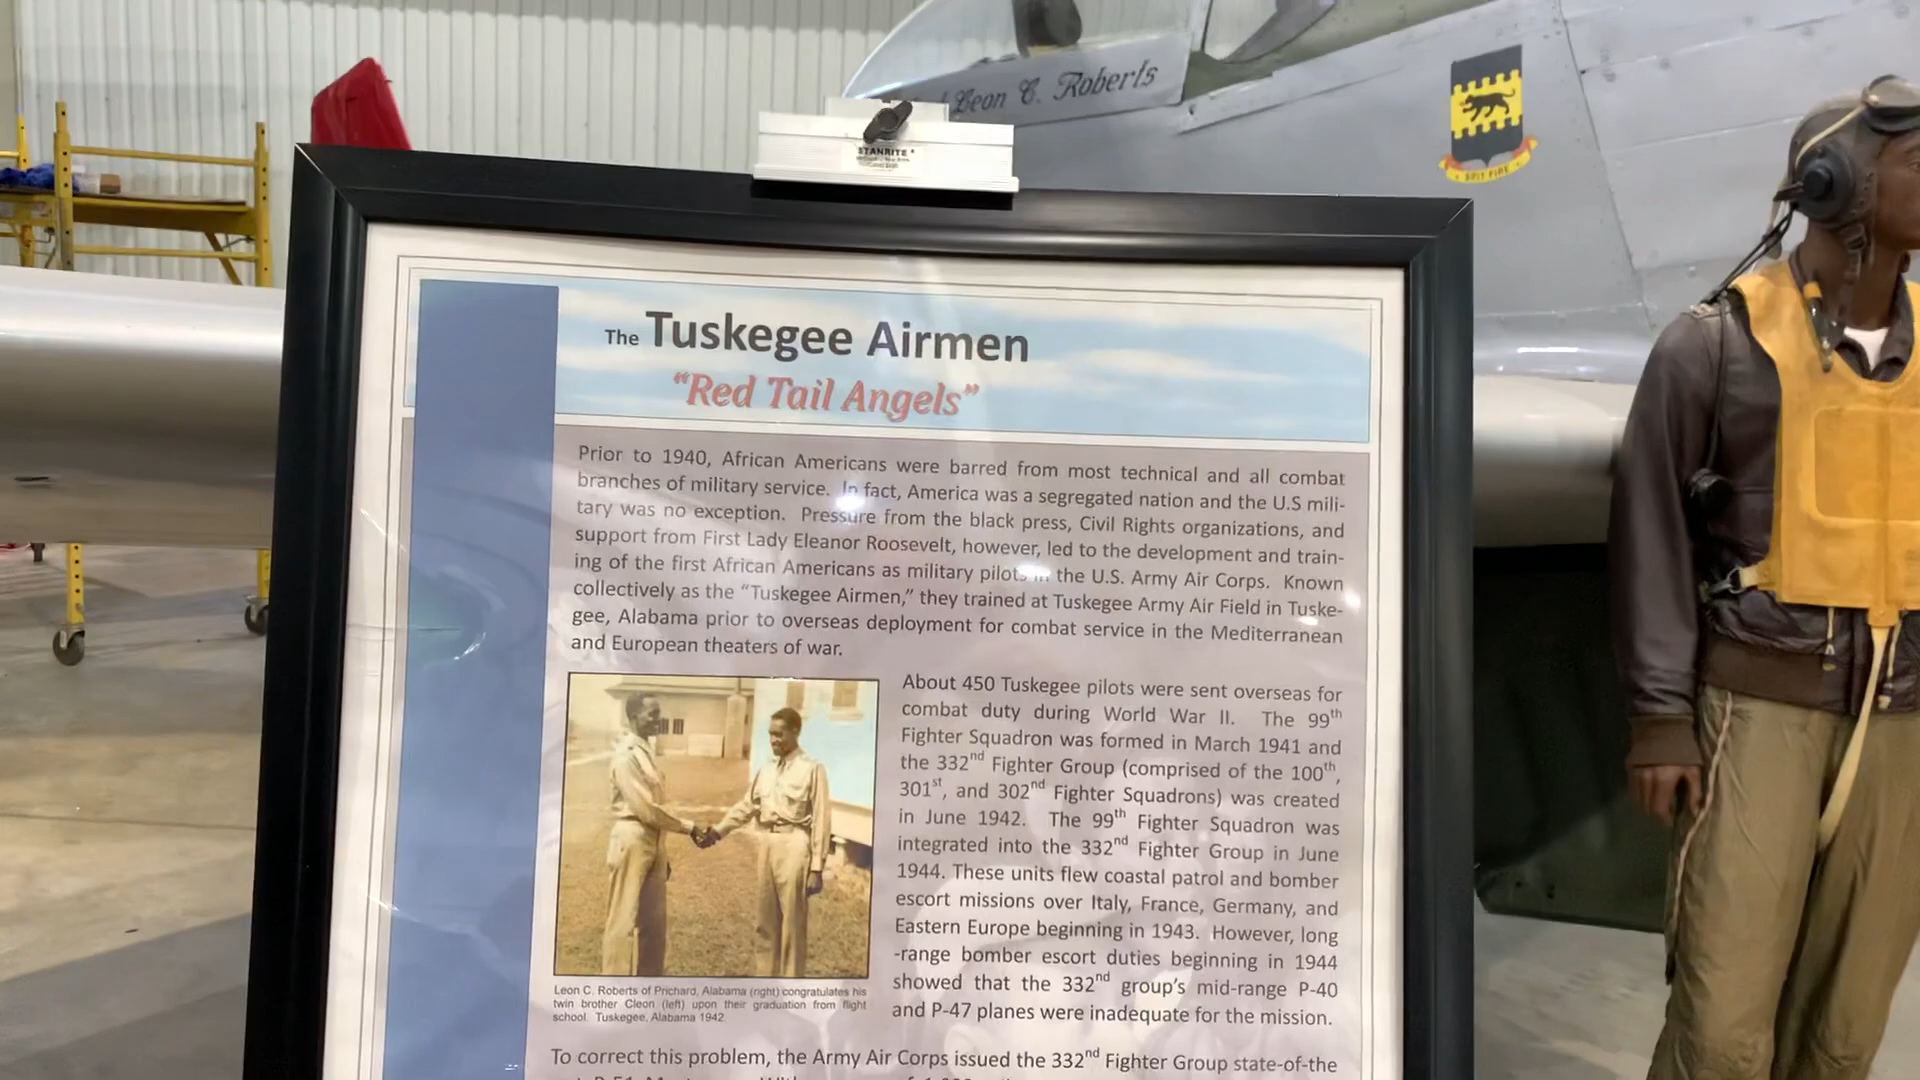 Leon C. Roberts
STANRITE
SPIT FIRE
The Tuskegee Airmen
“Red Tail Angels”
Prior to 1940, African Americans were barred from most technical and all combat
branches of military service. In fact, America was a segregated nation and the U.S mili-
tary was no exception. Pressure from the black press, Civil Rights organizations, and
support from First Lady Eleanor Roosevelt, however, led to the development and train-
ing of the first African Americans as military pilots in the U.S. Army Air Corps. Known
collectively as the “Tuskegee Airmen,” they trained at Tuskegee Army Air Field in Tuske-
gee, Alabama prior to overseas deployment for combat service in the Mediterranean
and European theaters of war.
About 450 Tuskegee pilots were sent overseas for
combat duty during World War II. The 99th
Fighter Squadron was formed in March 1941 and
the 332nd Fighter Group (comprised of the 100th,
301st, and 302nd Fighter Squadrons) was created
in June 1942. The 99th Fighter Squadron was
integrated into the 332nd Fighter Group in June
1944. These units flew coastal patrol and bomber
escort missions over Italy, France, Germany, and
Eastern Europe beginning in 1943. However, long
-range bomber escort duties beginning in 1944
showed that the 332nd group’s mid-range P-40
and P-47 planes were inadequate for the mission.
Leon C. Roberts of Prichard, Alabama (right) congratulates his
twin brother Cleon (left) upon their graduation from flight
school. Tuskegee, Alabama 1942.
To correct this problem, the Army Air Corps issued the 332nd Fighter Group state-of-the